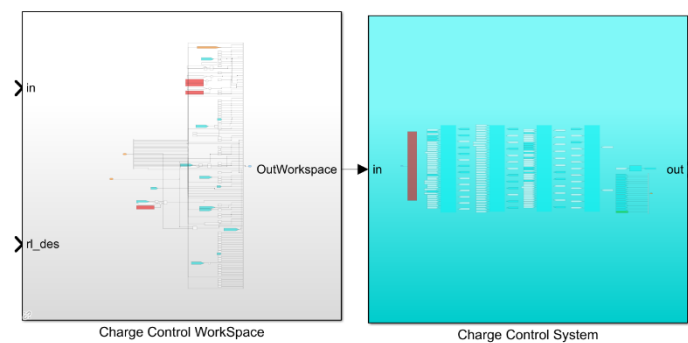 in
OutWorkspace
in
out
rl_des
Charge Control WorkSpace
Charge Control System